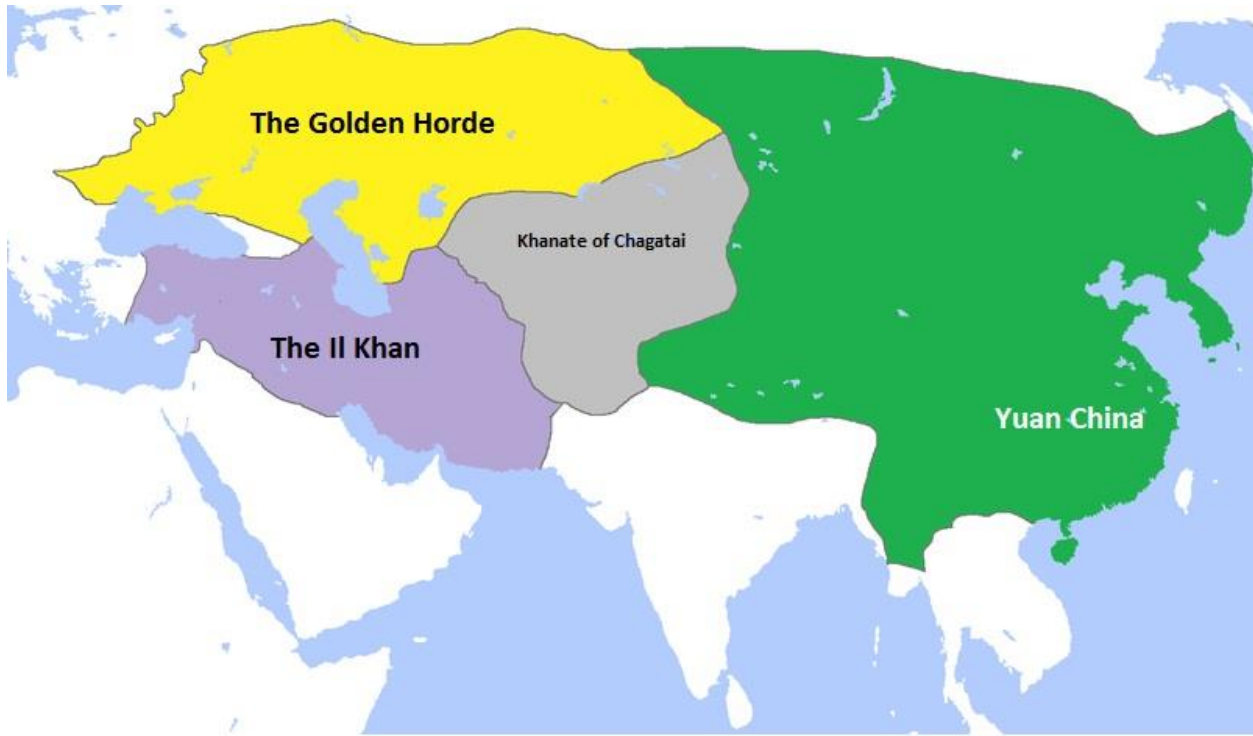 The Golden Horde
Khanate of Chagatai
The Il Khan
Yuan China